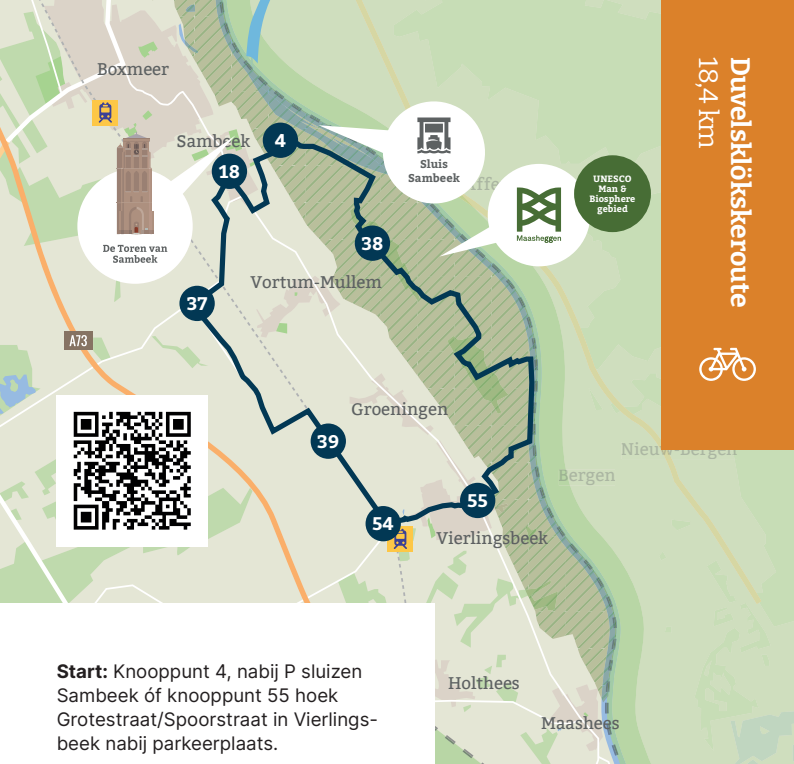 Boxmeer
Sambeek
4
18
Sluis
Sambeek
UNESCO
Man &
Biosphere
gebied
Maasheggen
De Toren van
Sambeek
38
Vortum-Mullem
37
A73
Groeningen
39
Nieuw-Bergen
Bergen
55
54
Vierlingsbeek
Holthees
Maashees
Duvelsklökskeroute
18,4 km
Start: Knooppunt 4, nabij P sluizen
Sambeek óf knooppunt 55 hoek
Grotestraat/Spoorstraat in Vierlings-
beek nabij parkeerplaats.